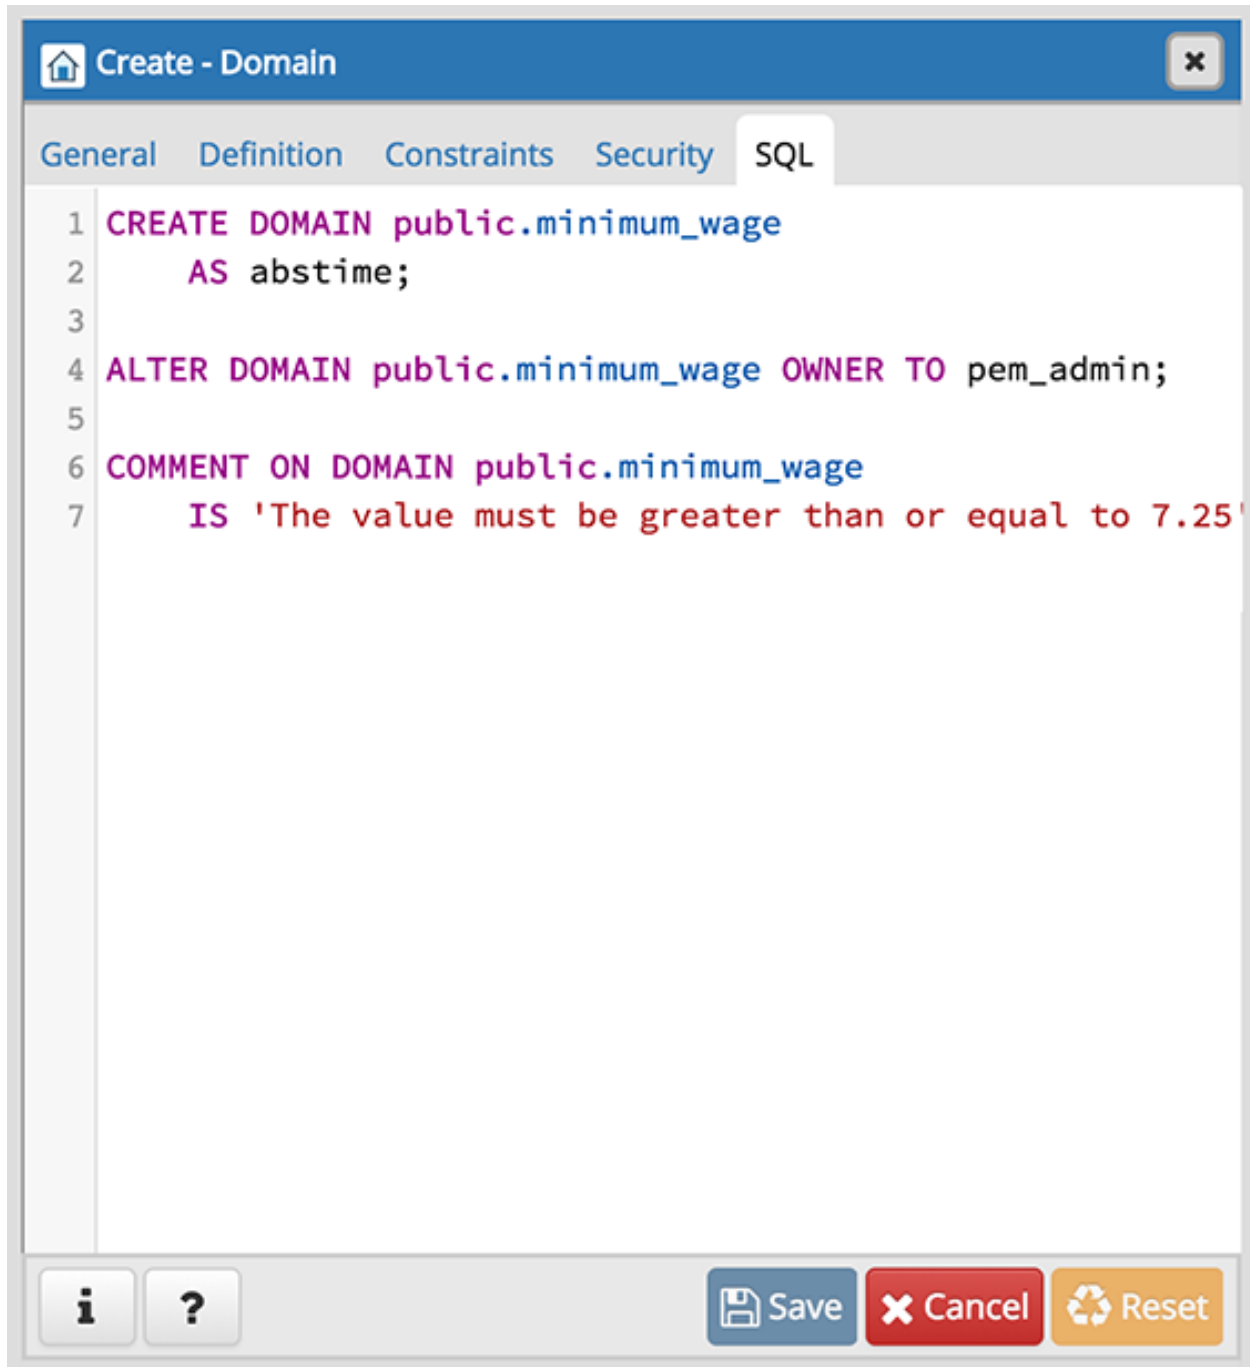 Create - Domain
General Definition Constraints Security SQL
1 CREATE DOMAIN public.minimum_wage
2 AS abstime;
3
4 ALTER DOMAIN public.minimum_wage OWNER TO pem_admin;
5
6 COMMENT ON DOMAIN public.minimum_wage
7 IS 'The value must be greater than or equal to 7.25'
i ? Save Cancel Reset